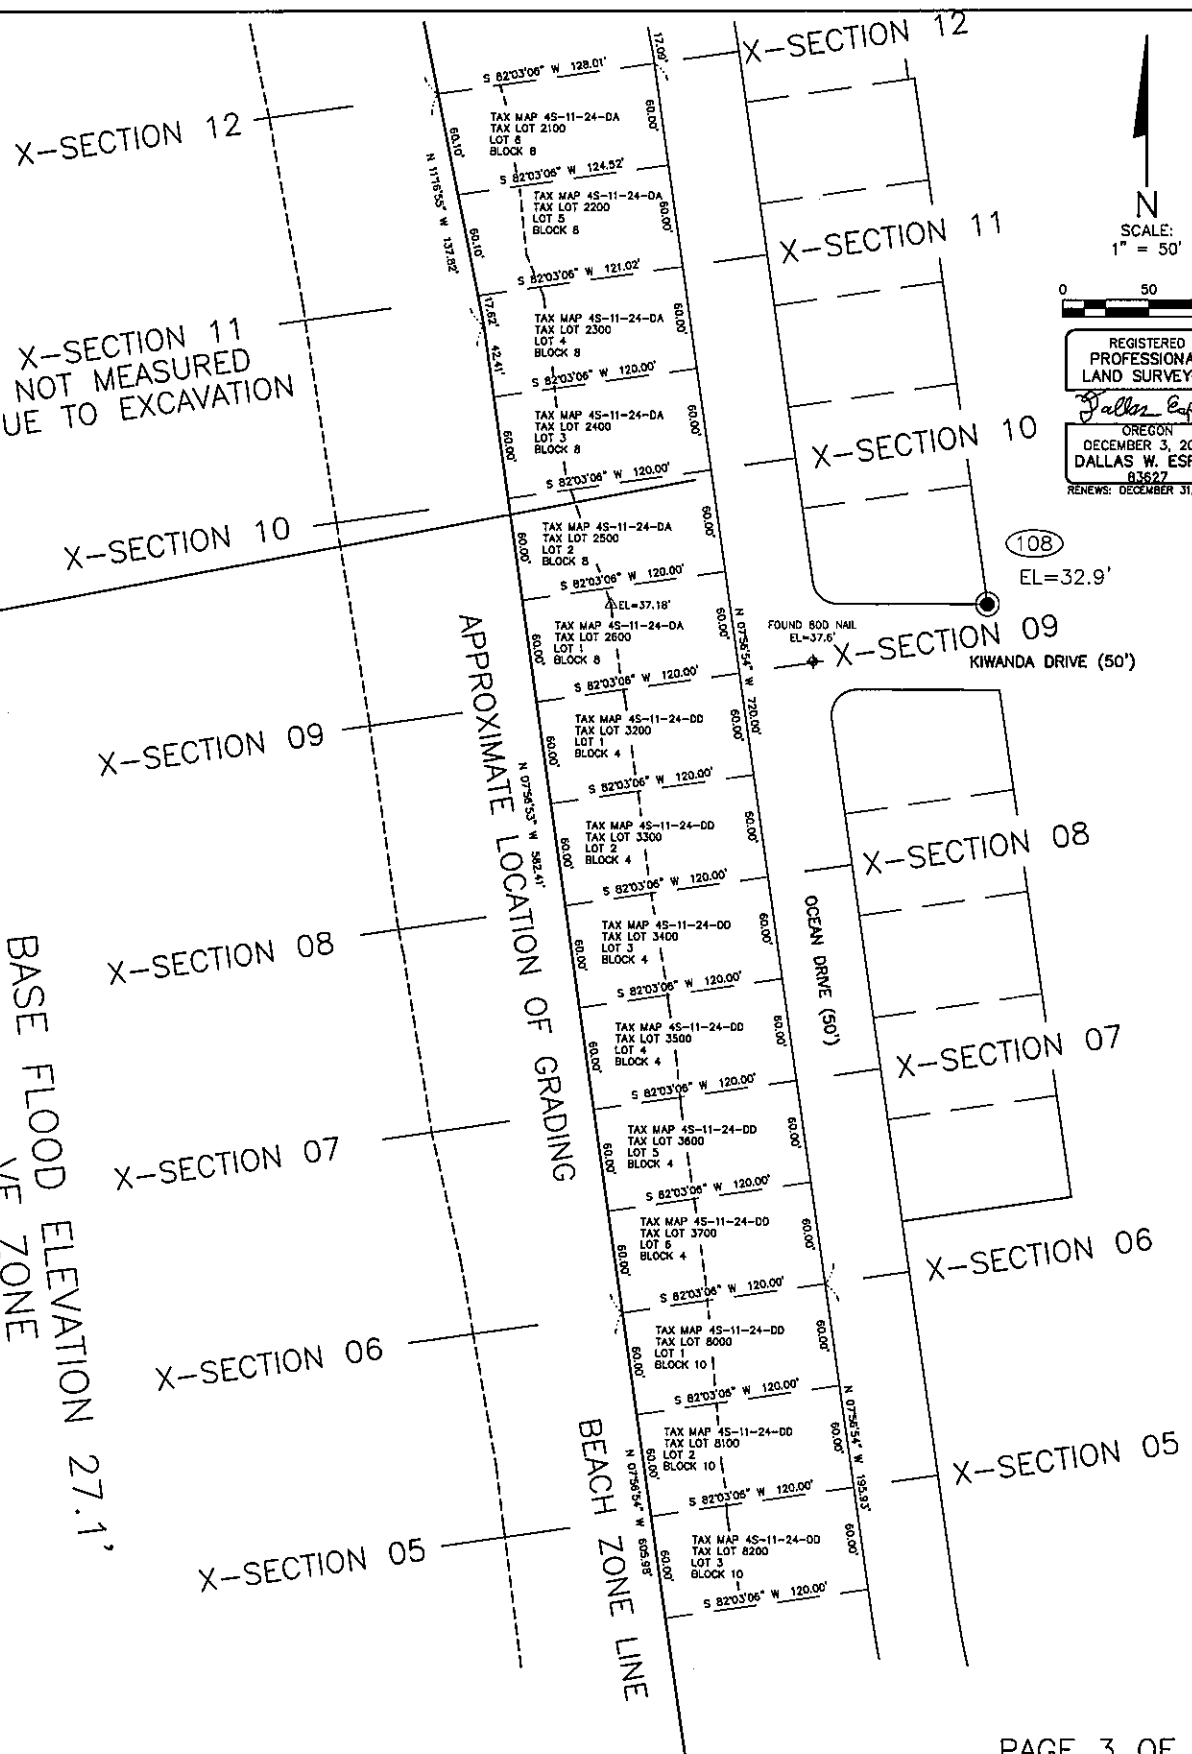 X-SECTION 12
S 82°03'06" W 128.01'
17.09'
X-SECTION 12
TAX MAP 4S-11-24-DA
TAX LOT 2100
LOT 6
BLOCK 8
60.10'
60.00'
N 11°16'55" W 137.82'
S 82°03'06" W 124.52'
TAX MAP 4S-11-24-DA
TAX LOT 2200
LOT 5
BLOCK 8
60.10'
60.00'
X-SECTION 11
N
SCALE:
1" = 50'
0 50
S 82°03'06" W 121.02'
X-SECTION 11
NOT MEASURED
UE TO EXCAVATION
17.62'
42.41'
TAX MAP 4S-11-24-DA
TAX LOT 2300
LOT 4
BLOCK 8
60.00'
REGISTERED
PROFESSIONA
LAND SURVEY
OREGON
DECEMBER 3, 20
DALLAS W. ES
83627
RENEWS: DECEMBER 31,
S 82°03'06" W 120.00'
TAX MAP 4S-11-24-DA
TAX LOT 2400
LOT 3
BLOCK 8
60.00'
60.00'
X-SECTION 10
S 82°03'06" W 120.00'
X-SECTION 10
TAX MAP 4S-11-24-DA
TAX LOT 2500
LOT 2
BLOCK 8
60.00'
60.00'
108
EL=32.9'
S 82°03'06" W 120.00'
EL=37.18'
TAX MAP 4S-11-24-DA
TAX LOT 2600
LOT 1
BLOCK 8
60.00'
60.00'
N 07°56'54" W 720.00'
FOUND 80D NAIL
EL=37.6'
X-SECTION 09
KIWANDA DRIVE (50')
S 82°03'06" W 120.00'
X-SECTION 09
TAX MAP 4S-11-24-DD
TAX LOT 3200
LOT 1
BLOCK 4
60.00'
60.00'
N 07°56'53" W 582.41'
S 82°03'06" W 120.00'
TAX MAP 4S-11-24-DD
TAX LOT 3300
LOT 2
BLOCK 4
60.00'
60.00'
X-SECTION 08
S 82°03'06" W 120.00'
X-SECTION 08
TAX MAP 4S-11-24-DD
TAX LOT 3400
LOT 3
BLOCK 4
60.00'
60.00'
OCEAN DRIVE (50')
APPROXIMATE LOCATION OF GRADING
S 82°03'06" W 120.00'
TAX MAP 4S-11-24-DD
TAX LOT 3500
LOT 4
BLOCK 4
60.00'
60.00'
X-SECTION 07
S 82°03'06" W 120.00'
X-SECTION 07
TAX MAP 4S-11-24-DD
TAX LOT 3600
LOT 5
BLOCK 4
60.00'
60.00'
S 82°03'06" W 120.00'
TAX MAP 4S-11-24-DD
TAX LOT 3700
LOT 6
BLOCK 4
60.00'
60.00'
X-SECTION 06
S 82°03'06" W 120.00'
BASE FLOOD ELEVATION 27.1'
VE ZONE
X-SECTION 06
TAX MAP 4S-11-24-DD
TAX LOT 8000
LOT 1
BLOCK 10
60.00'
60.00'
S 82°03'06" W 120.00'
TAX MAP 4S-11-24-DD
TAX LOT 8100
LOT 2
BLOCK 10
60.00'
60.00'
N 07°56'54" W 195.93'
X-SECTION 05
N 07°56'54" W 605.98'
S 82°03'06" W 120.00'
X-SECTION 05
TAX MAP 4S-11-24-DD
TAX LOT 8200
LOT 3
BLOCK 10
60.00'
60.00'
S 82°03'06" W 120.00'
BEACH ZONE LINE
PAGE 3 OF